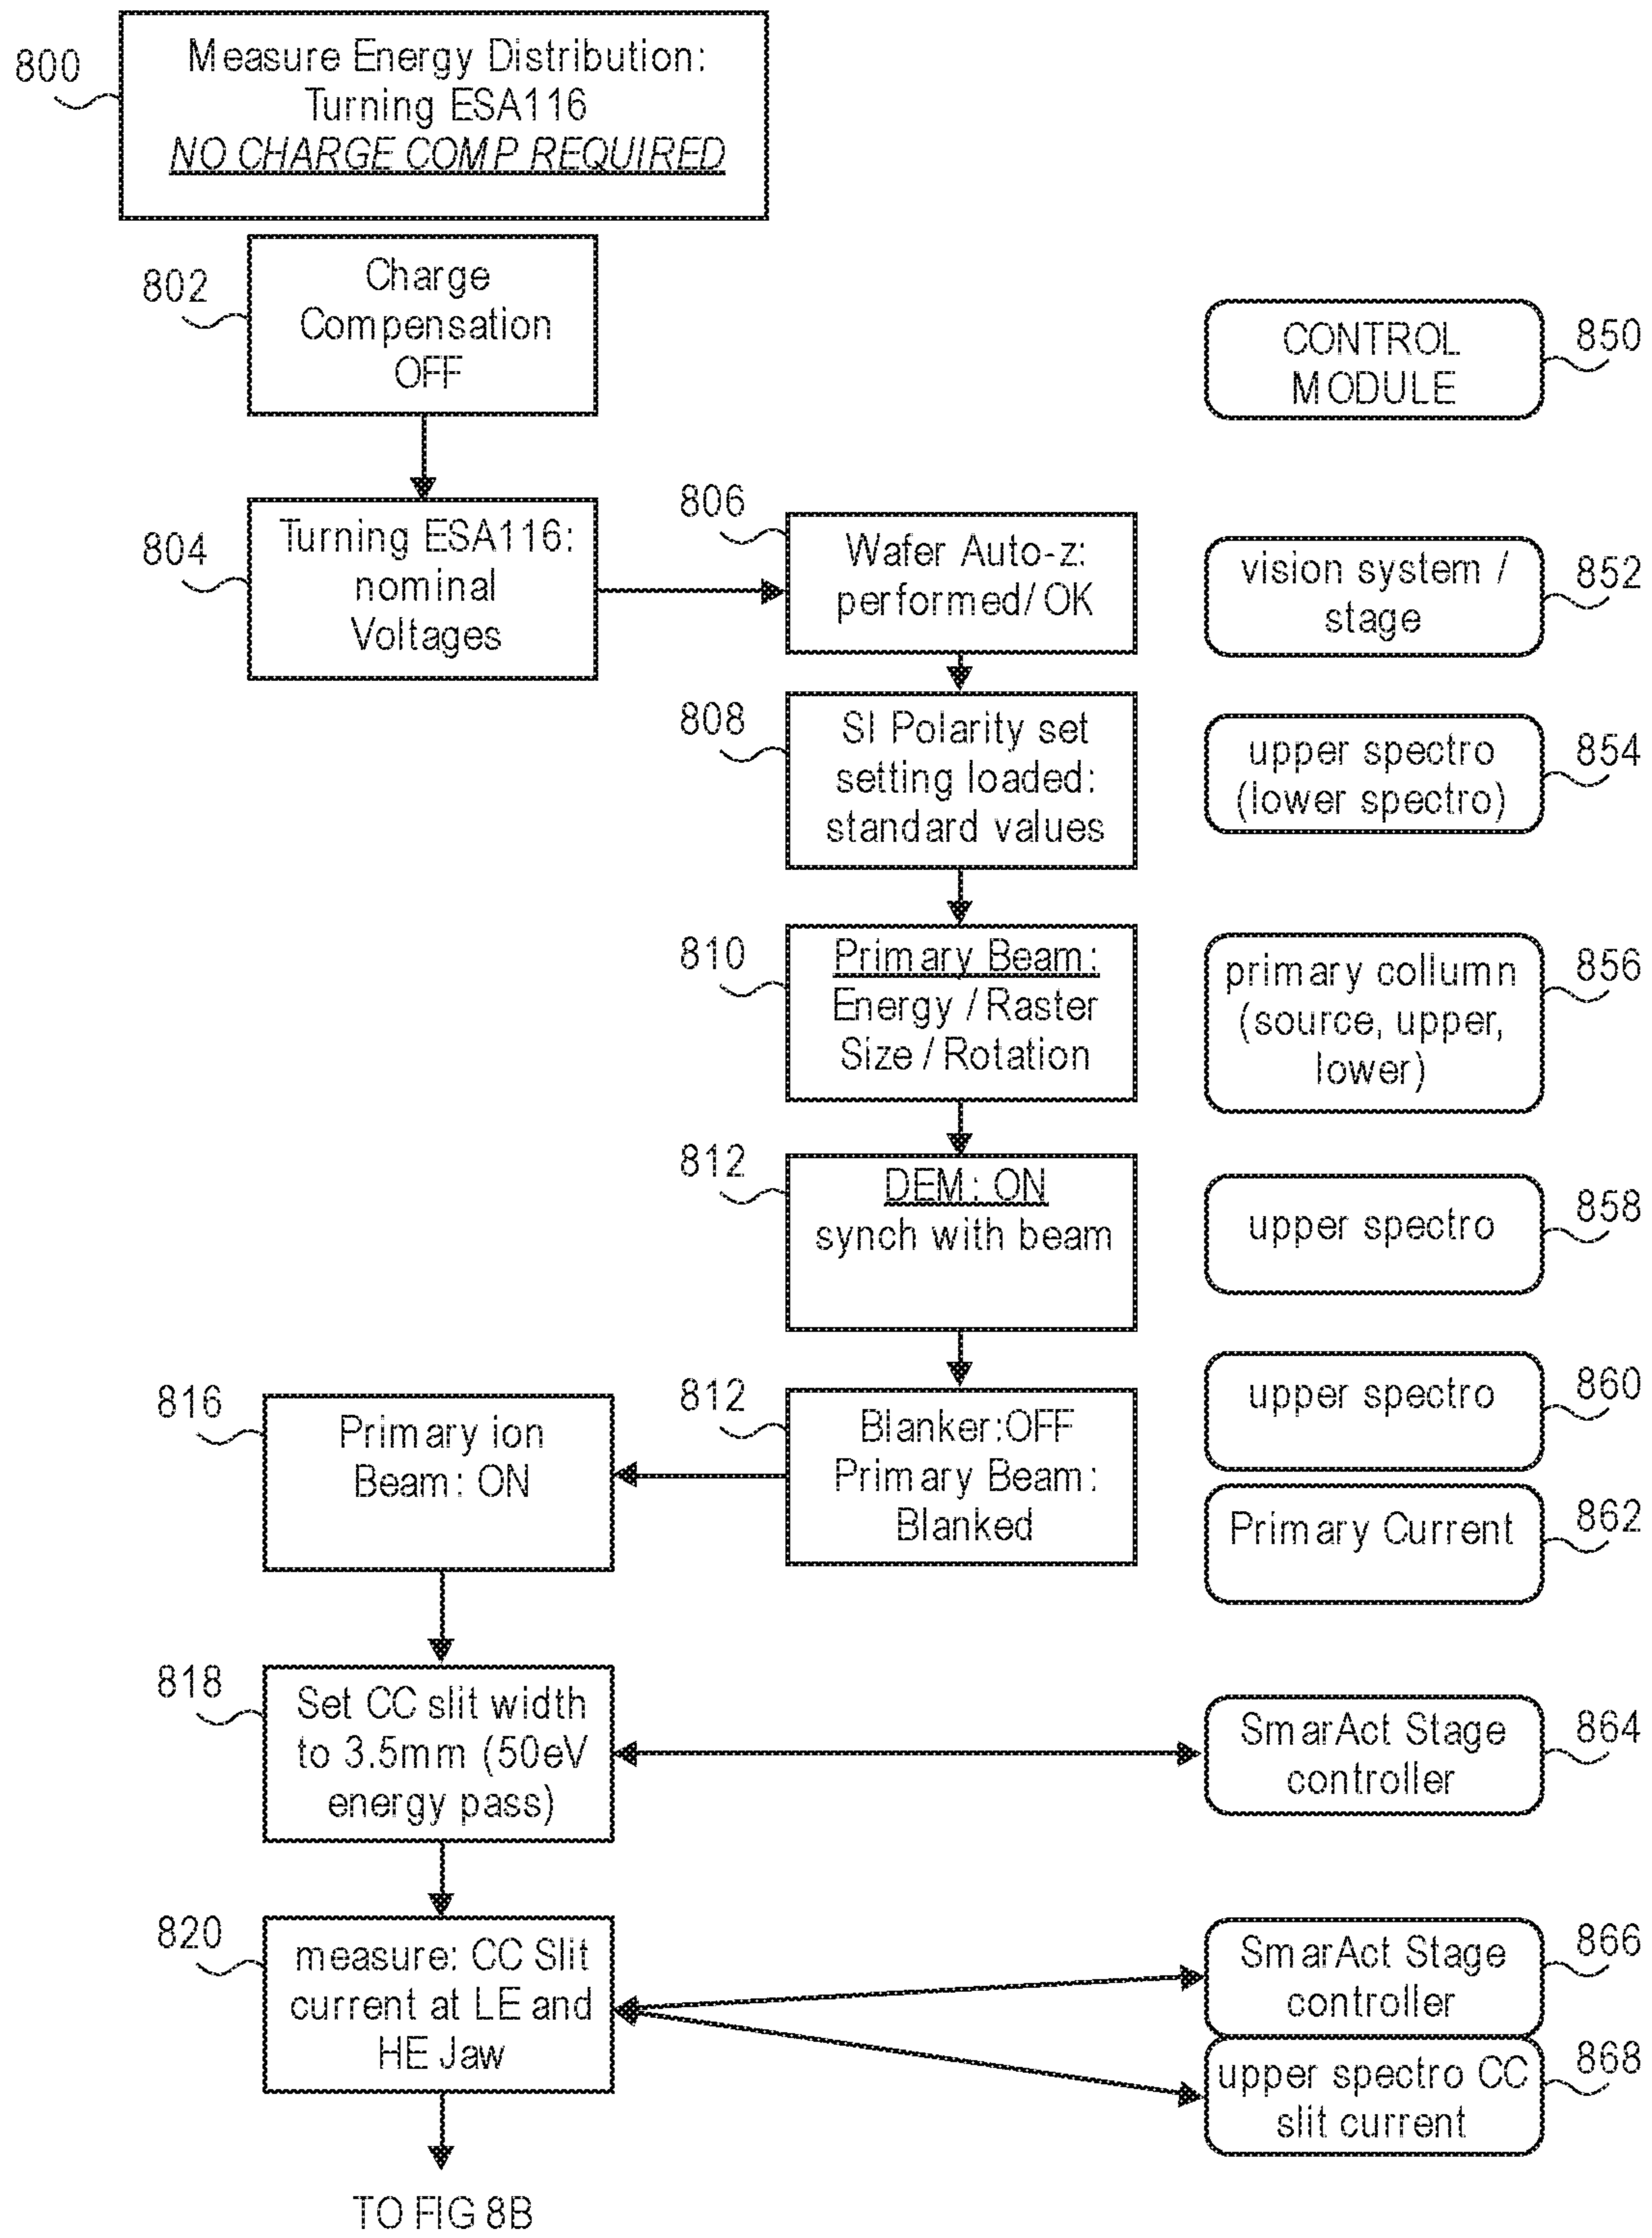 800
Measure Energy Distribution:
Turning ESA116
NO CHARGE COMP REQUIRED
802
Charge
Compensation
OFF
CONTROL
MODULE
850
804
Turning ESA116:
nominal
Voltages
806
Wafer Auto-z:
performed/ OK
vision system /
stage
852
808
SI Polarity set
setting loaded:
standard values
upper spectro
(lower spectro)
854
810
Primary Beam:
Energy / Raster
Size / Rotation
primary collumn
(source, upper,
lower)
856
812
DEM: ON
synch with beam
upper spectro
858
816
Primary ion
Beam: ON
812
Blanker:OFF
Primary Beam:
Blanked
upper spectro
860
Primary Current
862
818
Set CC slit width
to 3.5mm (50eV
energy pass)
SmarAct Stage
controller
864
820
measure: CC Slit
current at LE and
HE Jaw
SmarAct Stage
controller
866
upper spectro CC
slit current
868
TO FIG 8B